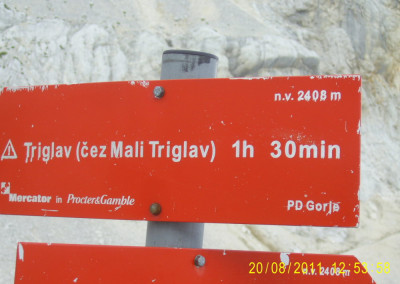 n.v. 2408 m
Triglav (čez Mali Triglav) 1h 30min
Mercator in Procter&Gamble
PD Gorje
n.v. 2408 m
20/08/2011 12:55:58